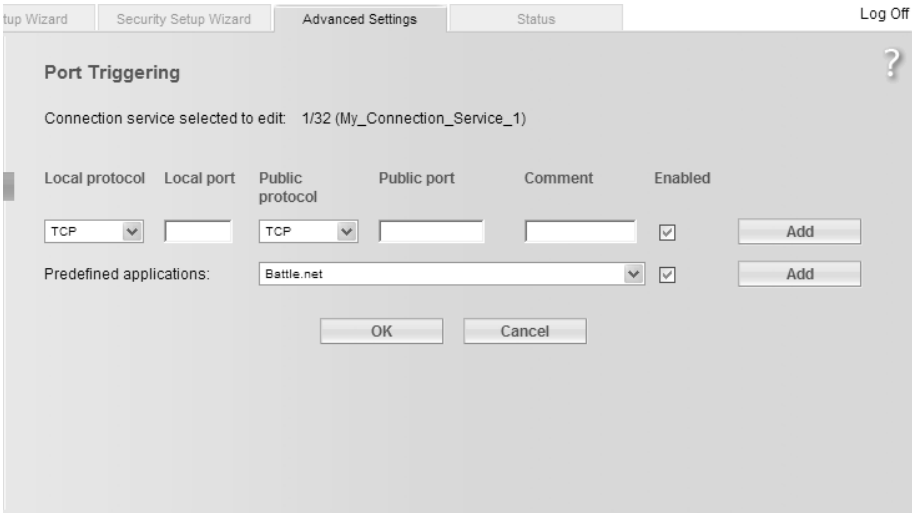 tup Wizard
Security Setup Wizard
Advanced Settings
Status
Log Off
Port Triggering
?
Connection service selected to edit: 1/32 (My_Connection_Service_1)
Local protocol Local port Public protocol Public port Comment Enabled
TCP TCP Add
Predefined applications: Battle.net Add
OK Cancel